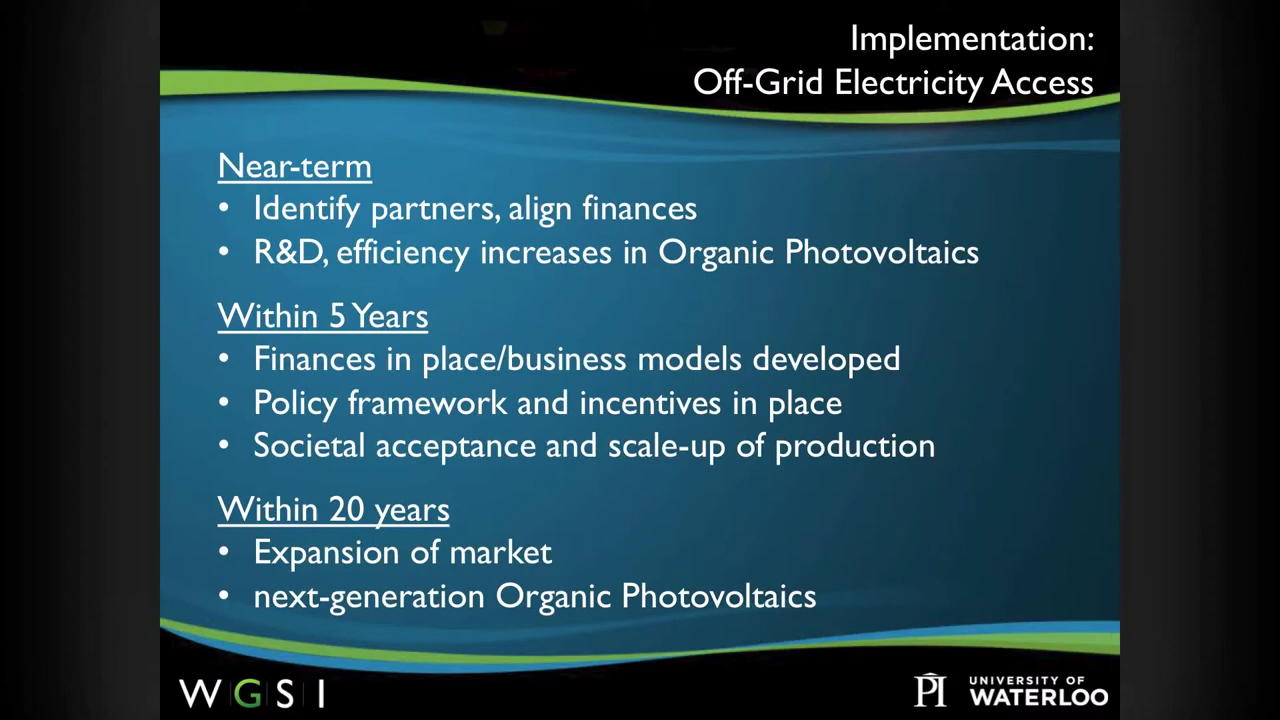 Implementation:
Off-Grid Electricity Access
Near-term
• Identify partners, align finances
• R&D, efficiency increases in Organic Photovoltaics
Within 5 Years
• Finances in place/business models developed
• Policy framework and incentives in place
• Societal acceptance and scale-up of production
Within 20 years
• Expansion of market
• next-generation Organic Photovoltaics
W|G|S|I
PI
UNIVERSITY OF
WATERLOO